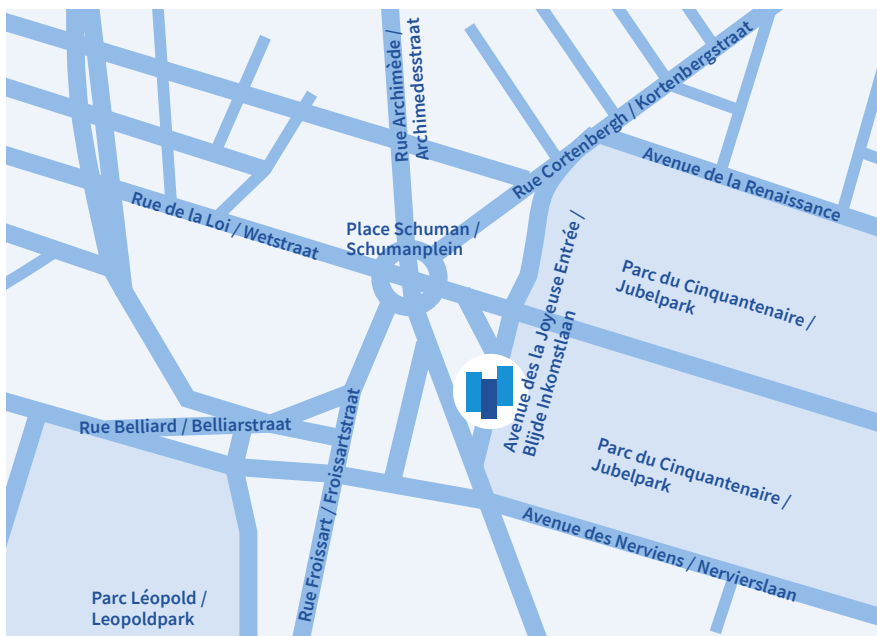 Rue Archimède /
Archimedesstraat
Rue Cortenbergh / Kortenbergstraat
Avenue de la Renaissance
Rue de la Loi / Wetstraat
Place Schuman /
Schumanplein
Avenue des la Joyeuse Entrée /
Blijde Inkomstlaan
Parc du Cinquantenaire /
Jubelpark
Rue Belliard / Belliarstraat
Rue Froissart / Froissartstraat
Parc du Cinquantenaire /
Jubelpark
Avenue des Nerviens / Nervierslaan
Parc Léopold /
Leopoldpark